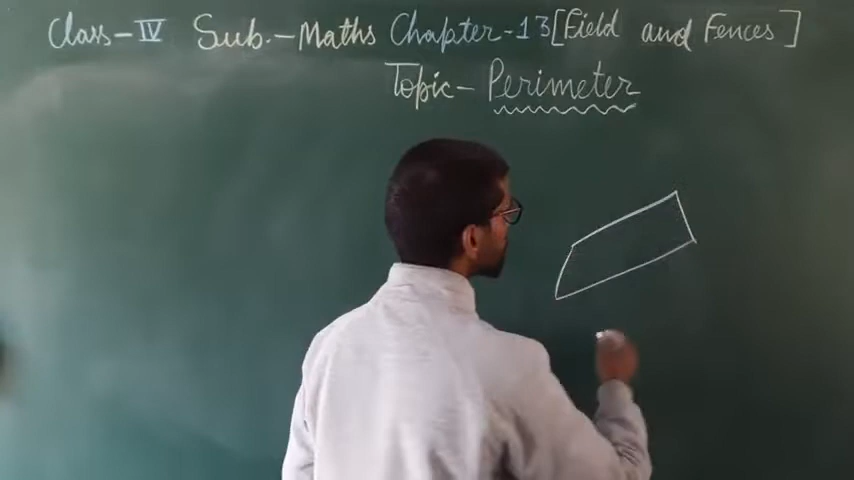 Class-IV Sub.-Maths Chapter-13[Field and Fences]
Topic- Perimeter